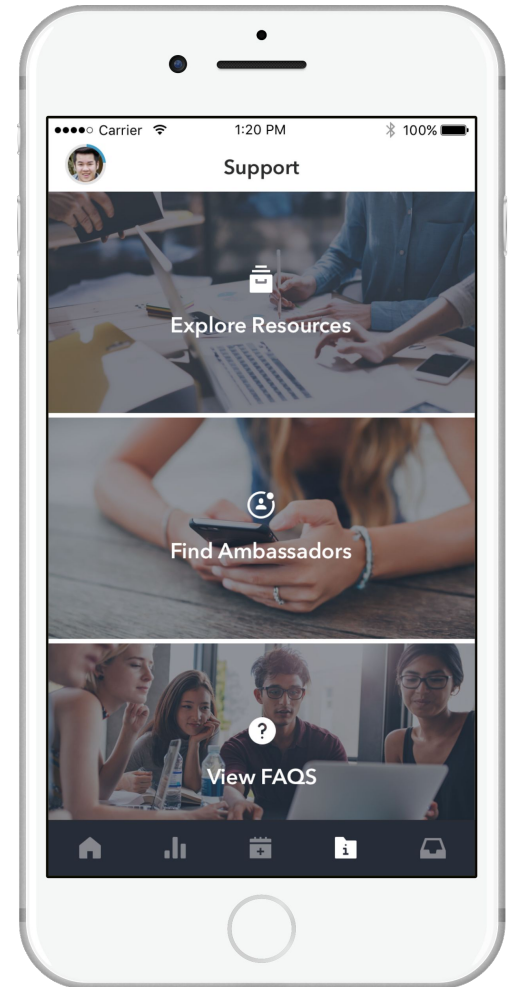 Carrier 1:20 PM 100%
Support
Explore Resources
Find Ambassadors
View FAQS